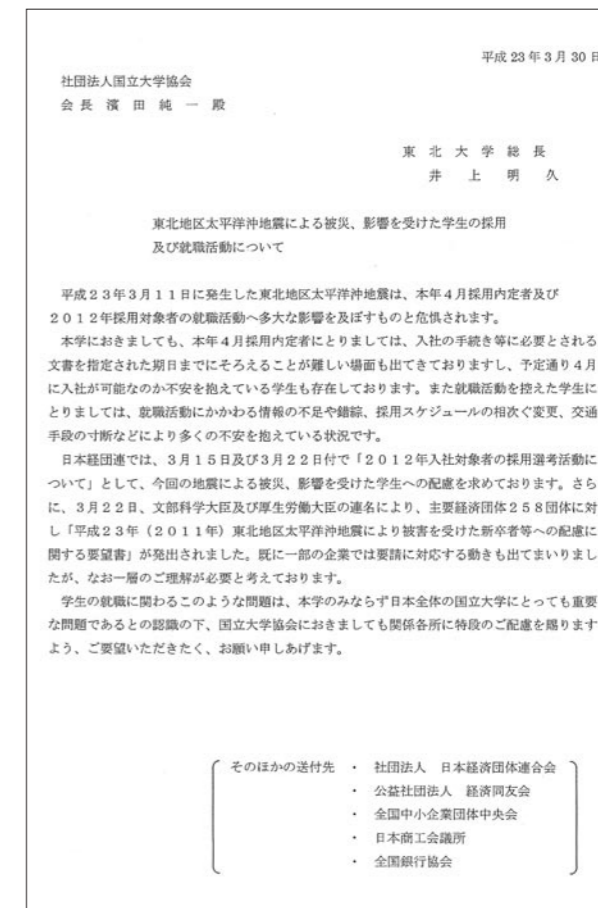 平成23年3月30日
社団法人国立大学協会
会長 濱田純一 殿
東北大学総長
井上明久
東北地区太平洋沖地震による被災、影響を受けた学生の採用
及び就職活動について
平成23年3月11日に発生した東北地区太平洋沖地震は、本年4月採用内定者及び
2012年採用対象者の就職活動へ多大な影響を及ぼすものと危惧されます。
本学におきましても、本年4月採用内定者にとりましては、入社の手続き等に必要とされる
文書を指定された期日までにそろえることが難しい場面も出てきておりますし、予定通り4月
に入社が可能なのか不安を抱えている学生も存在しております。また就職活動を控えた学生に
とりましては、就職活動にかかわる情報の不足や錯綜、採用スケジュールの相次ぐ変更、交通
手段の寸断などにより多くの不安を抱えている状況です。
日本経団連では、3月15日及び3月22日付で「2012年入社対象者の採用選考活動に
ついて」として、今回の地震による被災、影響を受けた学生への配慮を求めております。さら
に、3月22日、文部科学大臣及び厚生労働大臣の連名により、主要経済団体258団体に対
し「平成23年(2011年)東北地区太平洋沖地震により被害を受けた新卒者等への配慮に
関する要望書」が発出されました。既に一部の企業では要請に対応する動きも出てまいりまし
たが、なお一層のご理解が必要と考えております。
学生の就職に関わるこのような問題は、本学のみならず日本全体の国立大学にとっても重要
な問題であるとの認識の下、国立大学協会におきましても関係各所に特段のご配慮を賜ります
よう、ご要望いただきたく、お願い申しあげます。
そのほかの送付先 ・ 社団法人 日本経済団体連合会
・ 公益社団法人 経済同友会
・ 全国中小企業団体中央会
・ 日本商工会議所
・ 全国銀行協会